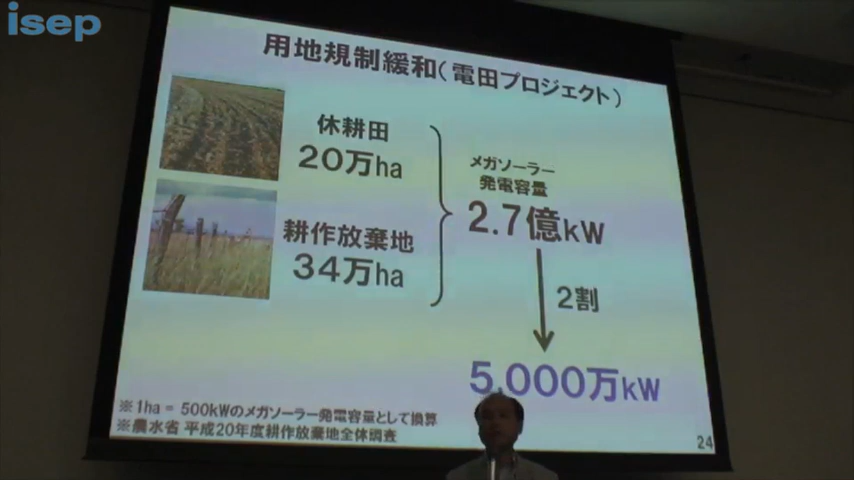 isep
用地規制緩和(電田プロジェクト)
休耕田
20万ha
耕作放棄地
34万ha
メガソーラー
発電容量
2.7億kW
2割
5,000万kW
※1ha = 500kWのメガソーラー発電容量として換算
※農水省 平成20年度耕作放棄地全体調査
24